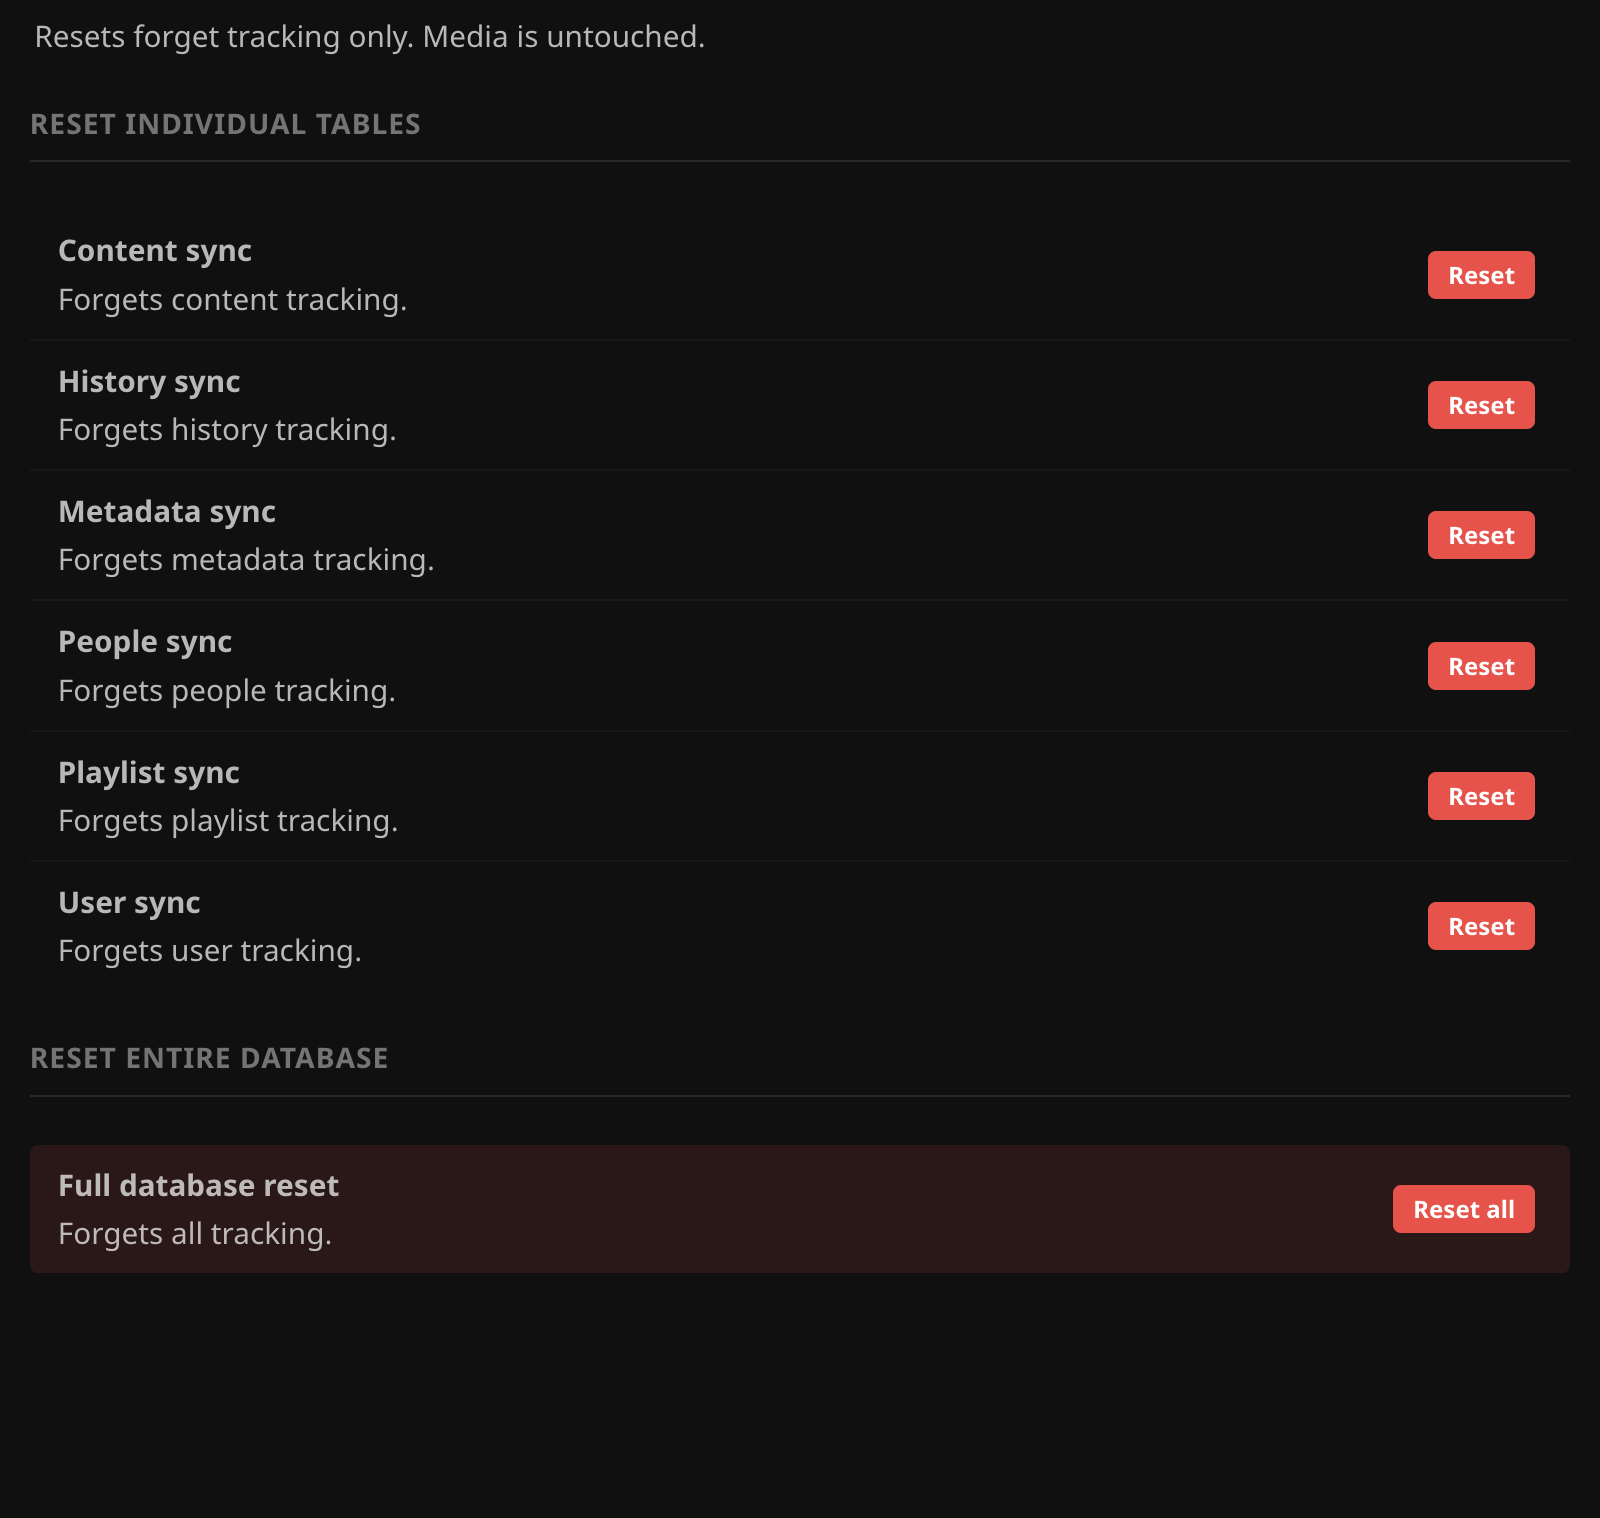 Resets forget tracking only. Media is untouched.
RESET INDIVIDUAL TABLES
Content sync
Forgets content tracking.
Reset
History sync
Forgets history tracking.
Reset
Metadata sync
Forgets metadata tracking.
Reset
People sync
Forgets people tracking.
Reset
Playlist sync
Forgets playlist tracking.
Reset
User sync
Forgets user tracking.
Reset
RESET ENTIRE DATABASE
Full database reset
Forgets all tracking.
Reset all